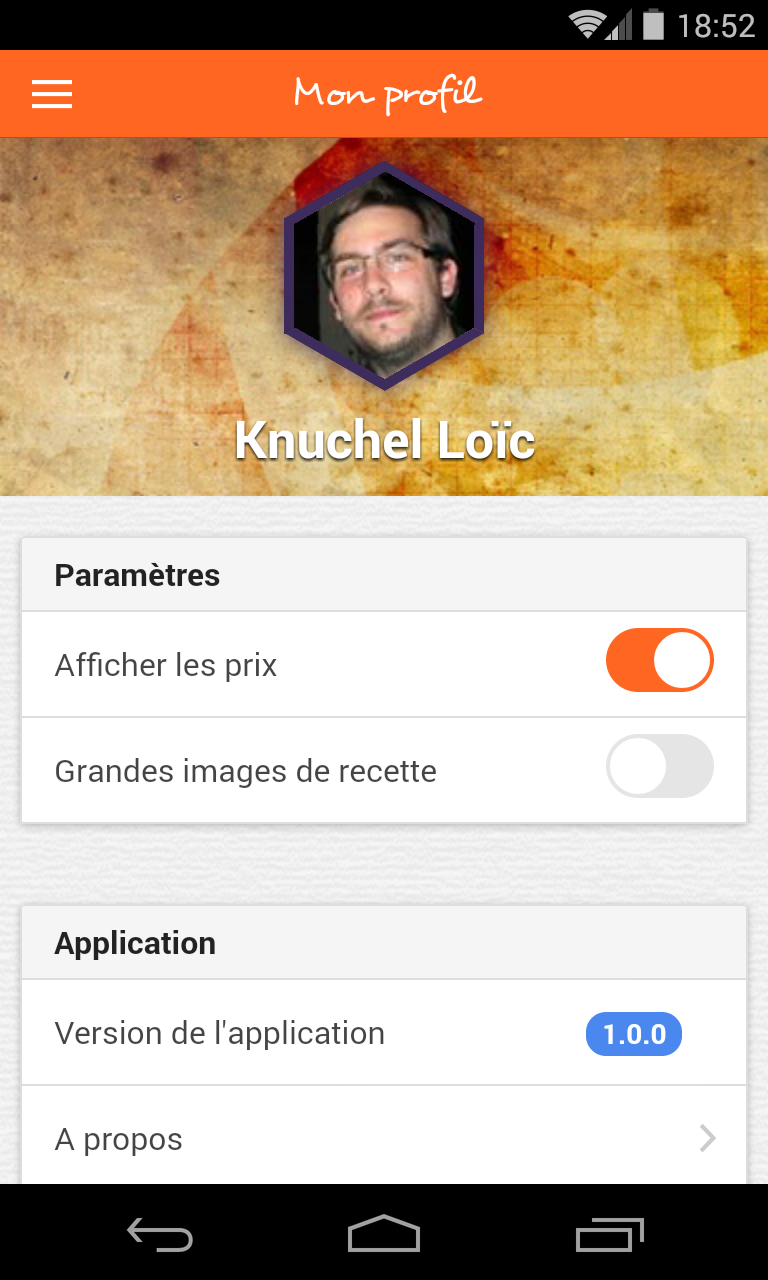 18:52
Mon profil
Knuchel Loïc
Paramètres
Afficher les prix
Grandes images de recette
Application
Version de l'application 1.0.0
A propos